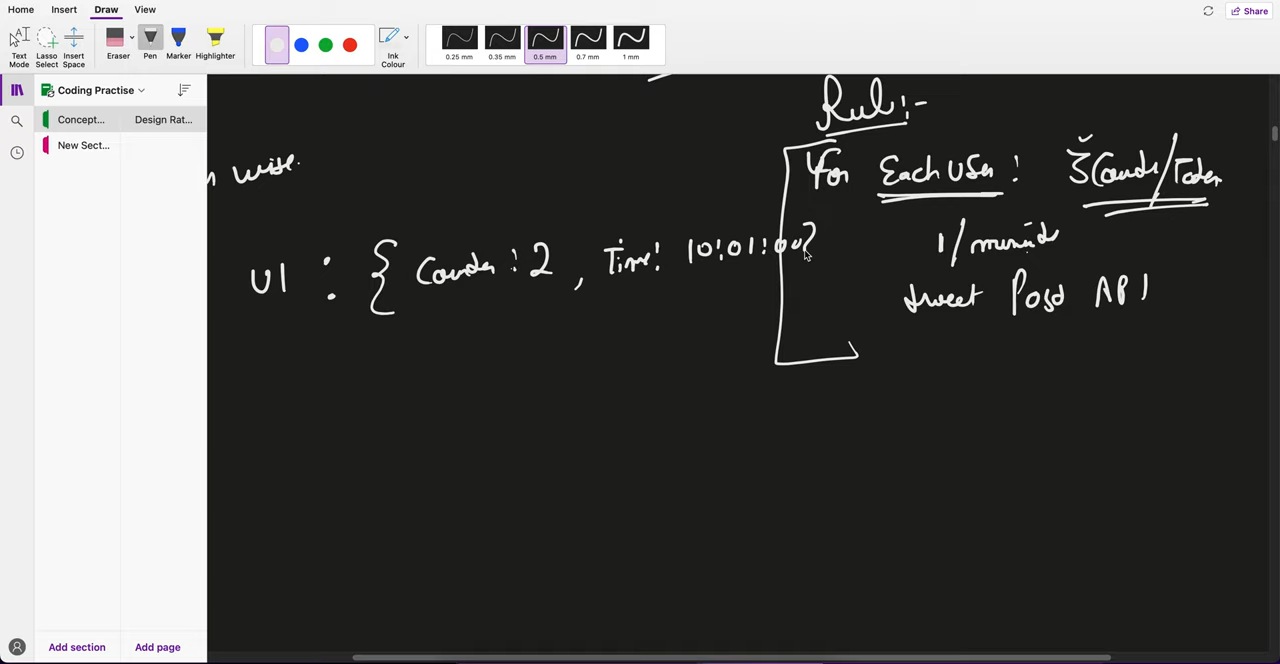 Home Insert Draw View
Share
Text Mode
Lasso Select
Insert Space
Eraser
Pen
Marker
Highlighter
Ink Colour
0.25 mm
0.35 mm
0.5 mm
0.7 mm
1 mm
Coding Practise
Concept...
Design Rat...
New Sect...
Rule:-
wise.
For Each User: 3 Counter/Token
1/minute
U1 : { Counter : 2 , Time: 10:01:00}
tweet Post API
Add section
Add page